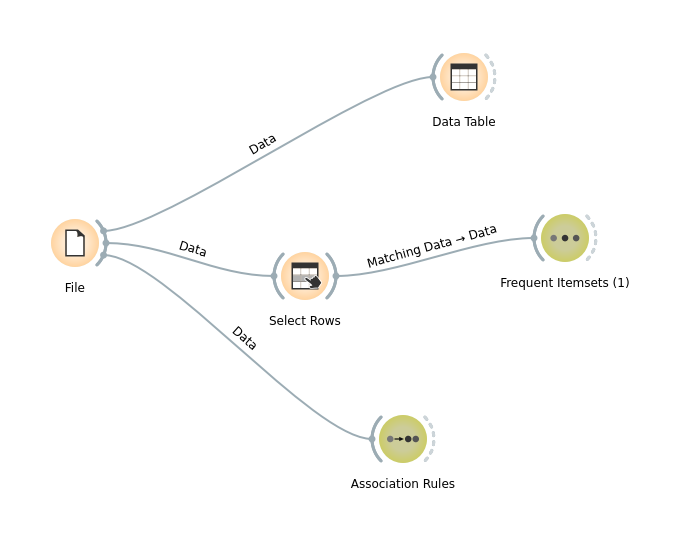 Data Table
Data
File
Data
Select Rows
Matching Data → Data
Frequent Itemsets (1)
Data
Association Rules